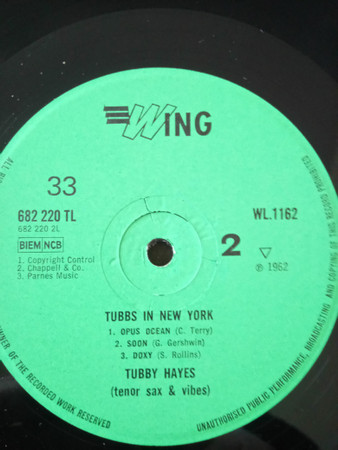 WING
33
682 220 TL
682 220 2L
BIEM NCB
1. Copyright Control
2. Chappell & Co.
3. Parnes Music
WL.1162
2
℗ 1962
TUBBS IN NEW YORK
1. OPUS OCEAN (C. Terry)
2. SOON (G. Gershwin)
3. DOXY (S. Rollins)
TUBBY HAYES
(tenor sax & vibes)
OWNER OF THE RECORDED WORK RESERVED
UNAUTHORISED PUBLIC PERFORMANCE, BROADCASTING AND COPYING OF THIS RECORD PROHIBITED